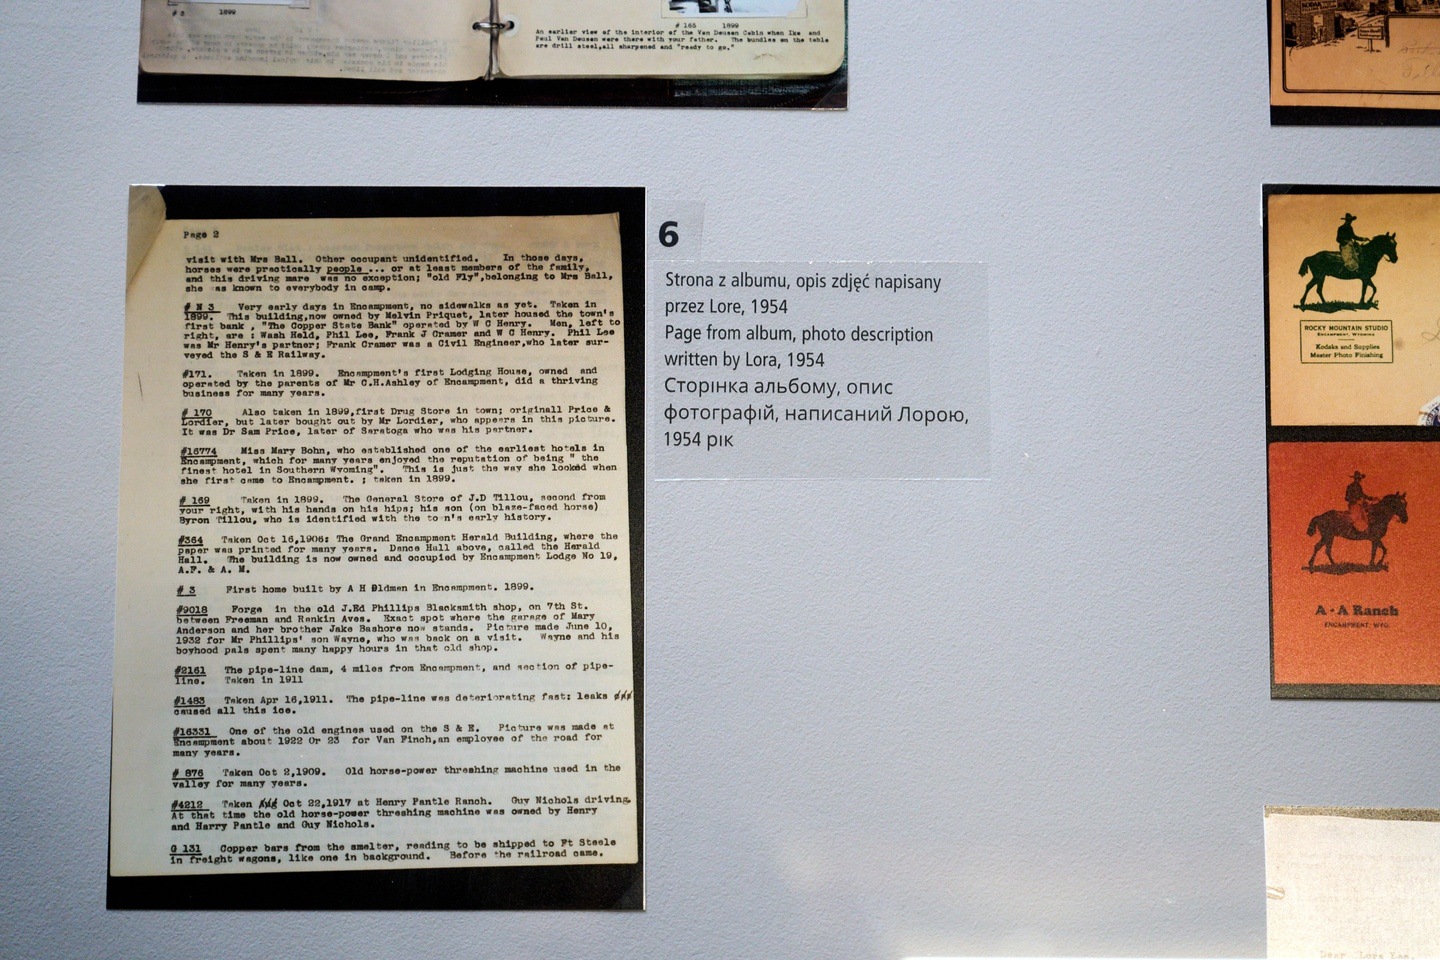 # 165 1899
An earlier view of the interior of the Van Deusen Cabin when Ike and
Paul Van Deusen were there with your father. The bundles on the table
are drill steel,all sharpened and "ready to go."
1899
Page 2
visit with Mrs Ball. Other occupant unidentified. In those days,
horses were practically people ... or at least members of the family,
and this driving mare was no exception; "old Fly",belonging to Mrs Ball,
she as known to everybody in camp.
# N 3 Very early days in Encampment, no sidewalks as yet. Taken in
1899. This building,now owned by Melvin Priquet, later housed the town's
first bank , "The Copper State Bank" operated by W C Henry. Men, left to
right, are : Wash Held, Phil Lee, Frank J Cramer and W C Henry. Phil Lee
was Mr Henry's partner; Frank Cramer was a Civil Engineer,who later sur-
veyed the S & E Railway.
#171. Taken in 1899. Encampment's first Lodging House, owned and
operated by the parents of Mr C.H.Ashley of Encampment, did a thriving
business for many years.
# 170 Also taken in 1899,first Drug Store in town; originall Price &
Lordier, but later bought out by Mr Lordier, who appears in this picture.
It was Dr Sam Price, later of Saratoga who was his partner.
#16774 Miss Mary Bohn, who established one of the earliest hotels in
Encampment, which for many years enjoyed the reputation of being " the
finest hotel in Southern Wyoming". This is just the way she looked when
she first came to Encampment. ; taken in 1899.
# 169 Taken in 1899. The General Store of J.D Tillou, second from
your right, with his hands on his hips; his son (on blaze-faced horse)
Byron Tillou, who is identified with the town's early history.
#364 Taken Oct 16,1906: The Grand Encampment Herald Building, where the
paper was printed for many years. Dance Hall above, called the Herald
Hall. The building is now owned and occupied by Encampment Lodge No 19,
A.F. & A. M.
# 3 First home built by A H Oldman in Encampment. 1899.
#9018 Forge in the old J.Ed Phillips Blacksmith shop, on 7th St.
between Freeman and Rankin Aves. Exact spot where the garage of Mary
Anderson and her brother Jake Bashore now stands. Picture made June 10,
1932 for Mr Phillips' son Wayne, who was back on a visit. Wayne and his
boyhood pals spent many happy hours in that old shop.
#2161 The pipe-line dam, 4 miles from Encampment, and section of pipe-
line. Taken in 1911
#1483 Taken Apr 16,1911. The pipe-line was deteriorating fast: leaks
caused all this ice.
#16331 One of the old engines used on the S & E. Picture was made at
Encampment about 1922 Or 23 for Van Finch,an employee of the road for
many years.
# 876 Taken Oct 2,1909. Old horse-power threshing machine used in the
valley for many years.
#4212 Taken Oct 22,1917 at Henry Pantle Ranch. Guy Nichols driving.
At that time the old horse-power threshing machine was owned by Henry
and Harry Pantle and Guy Nichols.
G 131 Copper bars from the smelter, reading to be shipped to Ft Steele
in freight wagons, like one in background. Before the railroad came.
6
Strona z albumu, opis zdjęć napisany
przez Lore, 1954
Page from album, photo description
written by Lora, 1954
Сторінка альбому, опис
фотографій, написаний Лорою,
1954 рік
ROCKY MOUNTAIN STUDIO
ENCAMPMENT, WYOMING
Kodaks and Supplies
Master Photo Finishing
A-A Ranch
ENCAMPMENT, WYO.
Dear Lora